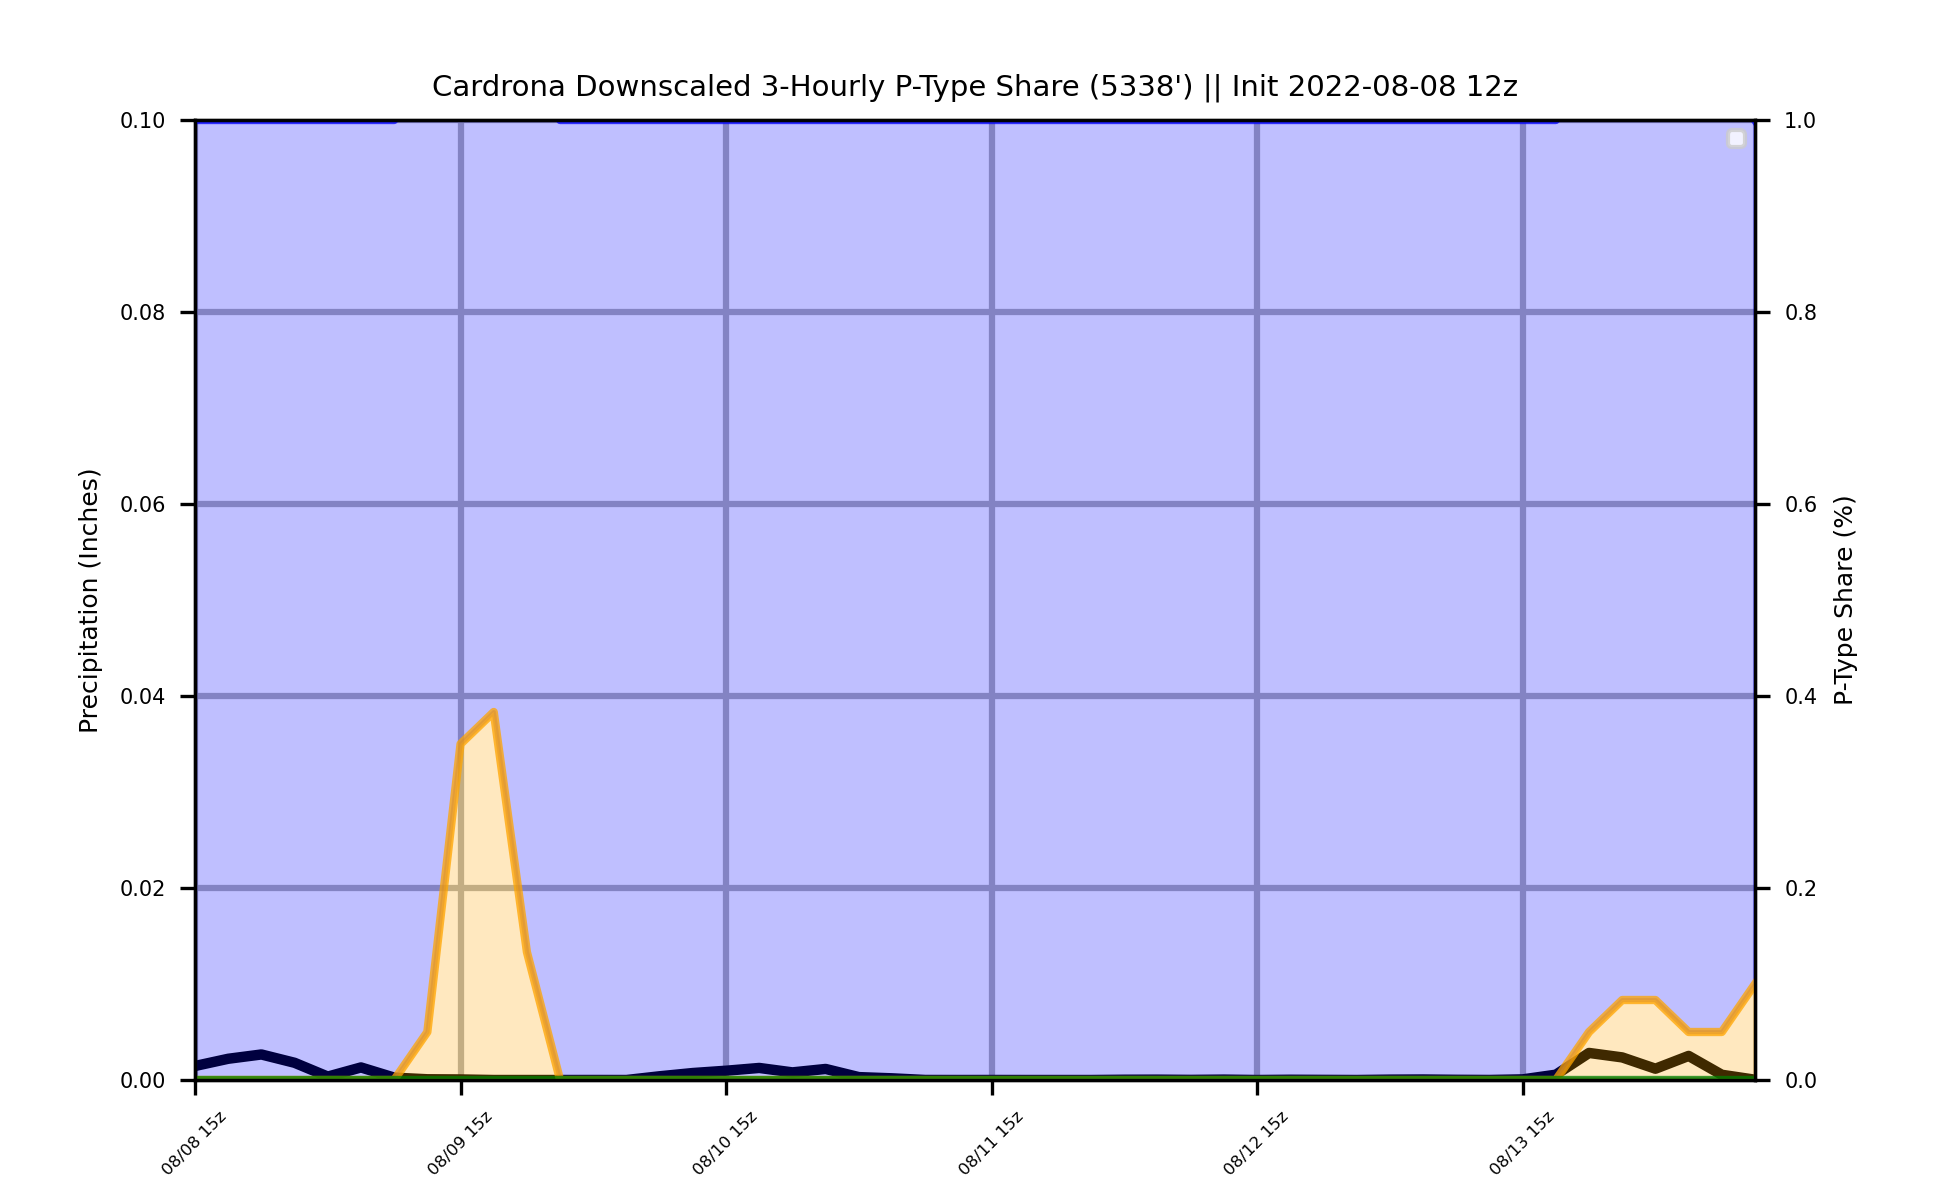 Cardrona Downscaled 3-Hourly P-Type Share (5338') || Init 2022-08-08 12z
0.10
0.08
0.06
0.04
0.02
0.00
Precipitation (Inches)
1.0
0.8
0.6
0.4
0.2
0.0
P-Type Share (%)
08/08 15z
08/09 15z
08/10 15z
08/11 15z
08/12 15z
08/13 15z